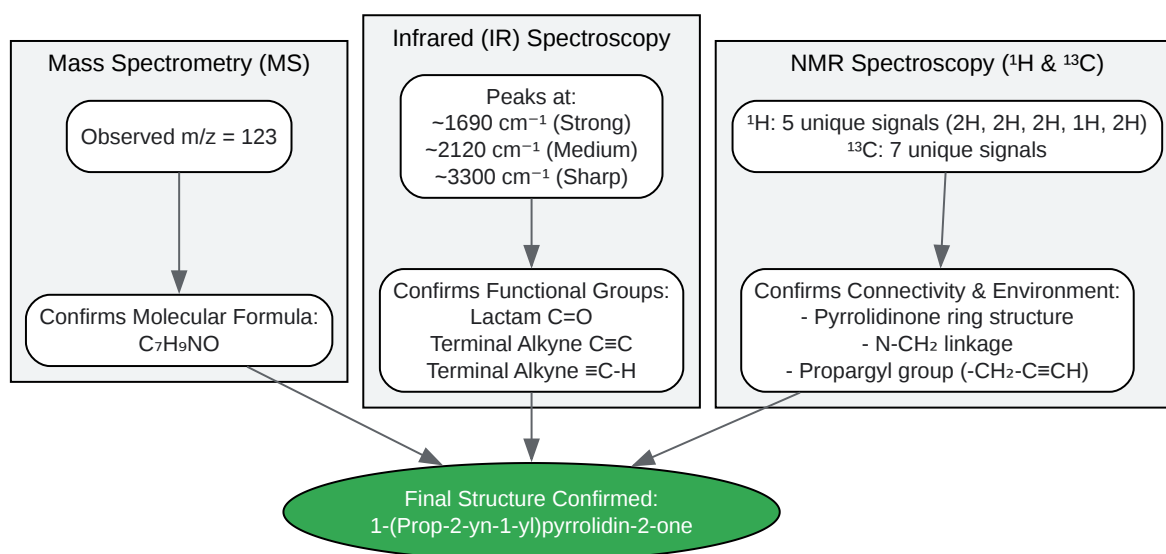 Mass Spectrometry (MS)
Observed m/z = 123
Confirms Molecular Formula:
C₇H₉NO
Infrared (IR) Spectroscopy
Peaks at:
~1690 cm⁻¹ (Strong)
~2120 cm⁻¹ (Medium)
~3300 cm⁻¹ (Sharp)
Confirms Functional Groups:
Lactam C=O
Terminal Alkyne C≡C
Terminal Alkyne ≡C-H
NMR Spectroscopy (¹H & ¹³C)
¹H: 5 unique signals (2H, 2H, 2H, 1H, 2H)
¹³C: 7 unique signals
Confirms Connectivity & Environment:
- Pyrrolidinone ring structure
- N-CH₂ linkage
- Propargyl group (-CH₂-C≡CH)
Final Structure Confirmed:
1-(Prop-2-yn-1-yl)pyrrolidin-2-one